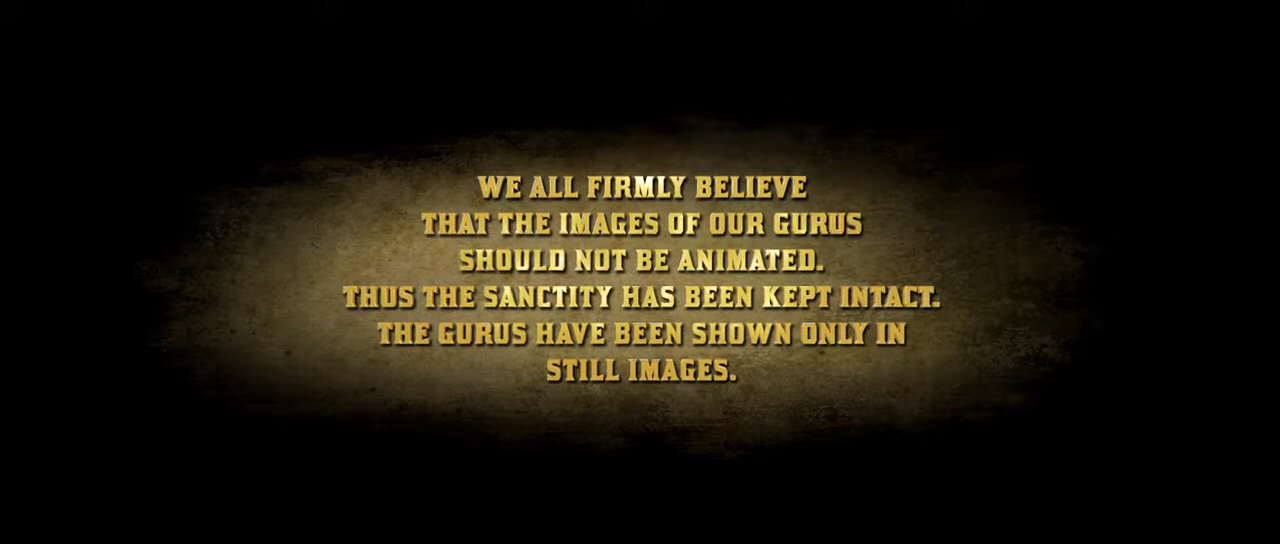 WE ALL FIRMLY BELIEVE
THAT THE IMAGES OF OUR GURUS
SHOULD NOT BE ANIMATED.
THUS THE SANCTITY HAS BEEN KEPT INTACT.
THE GURUS HAVE BEEN SHOWN ONLY IN
STILL IMAGES.